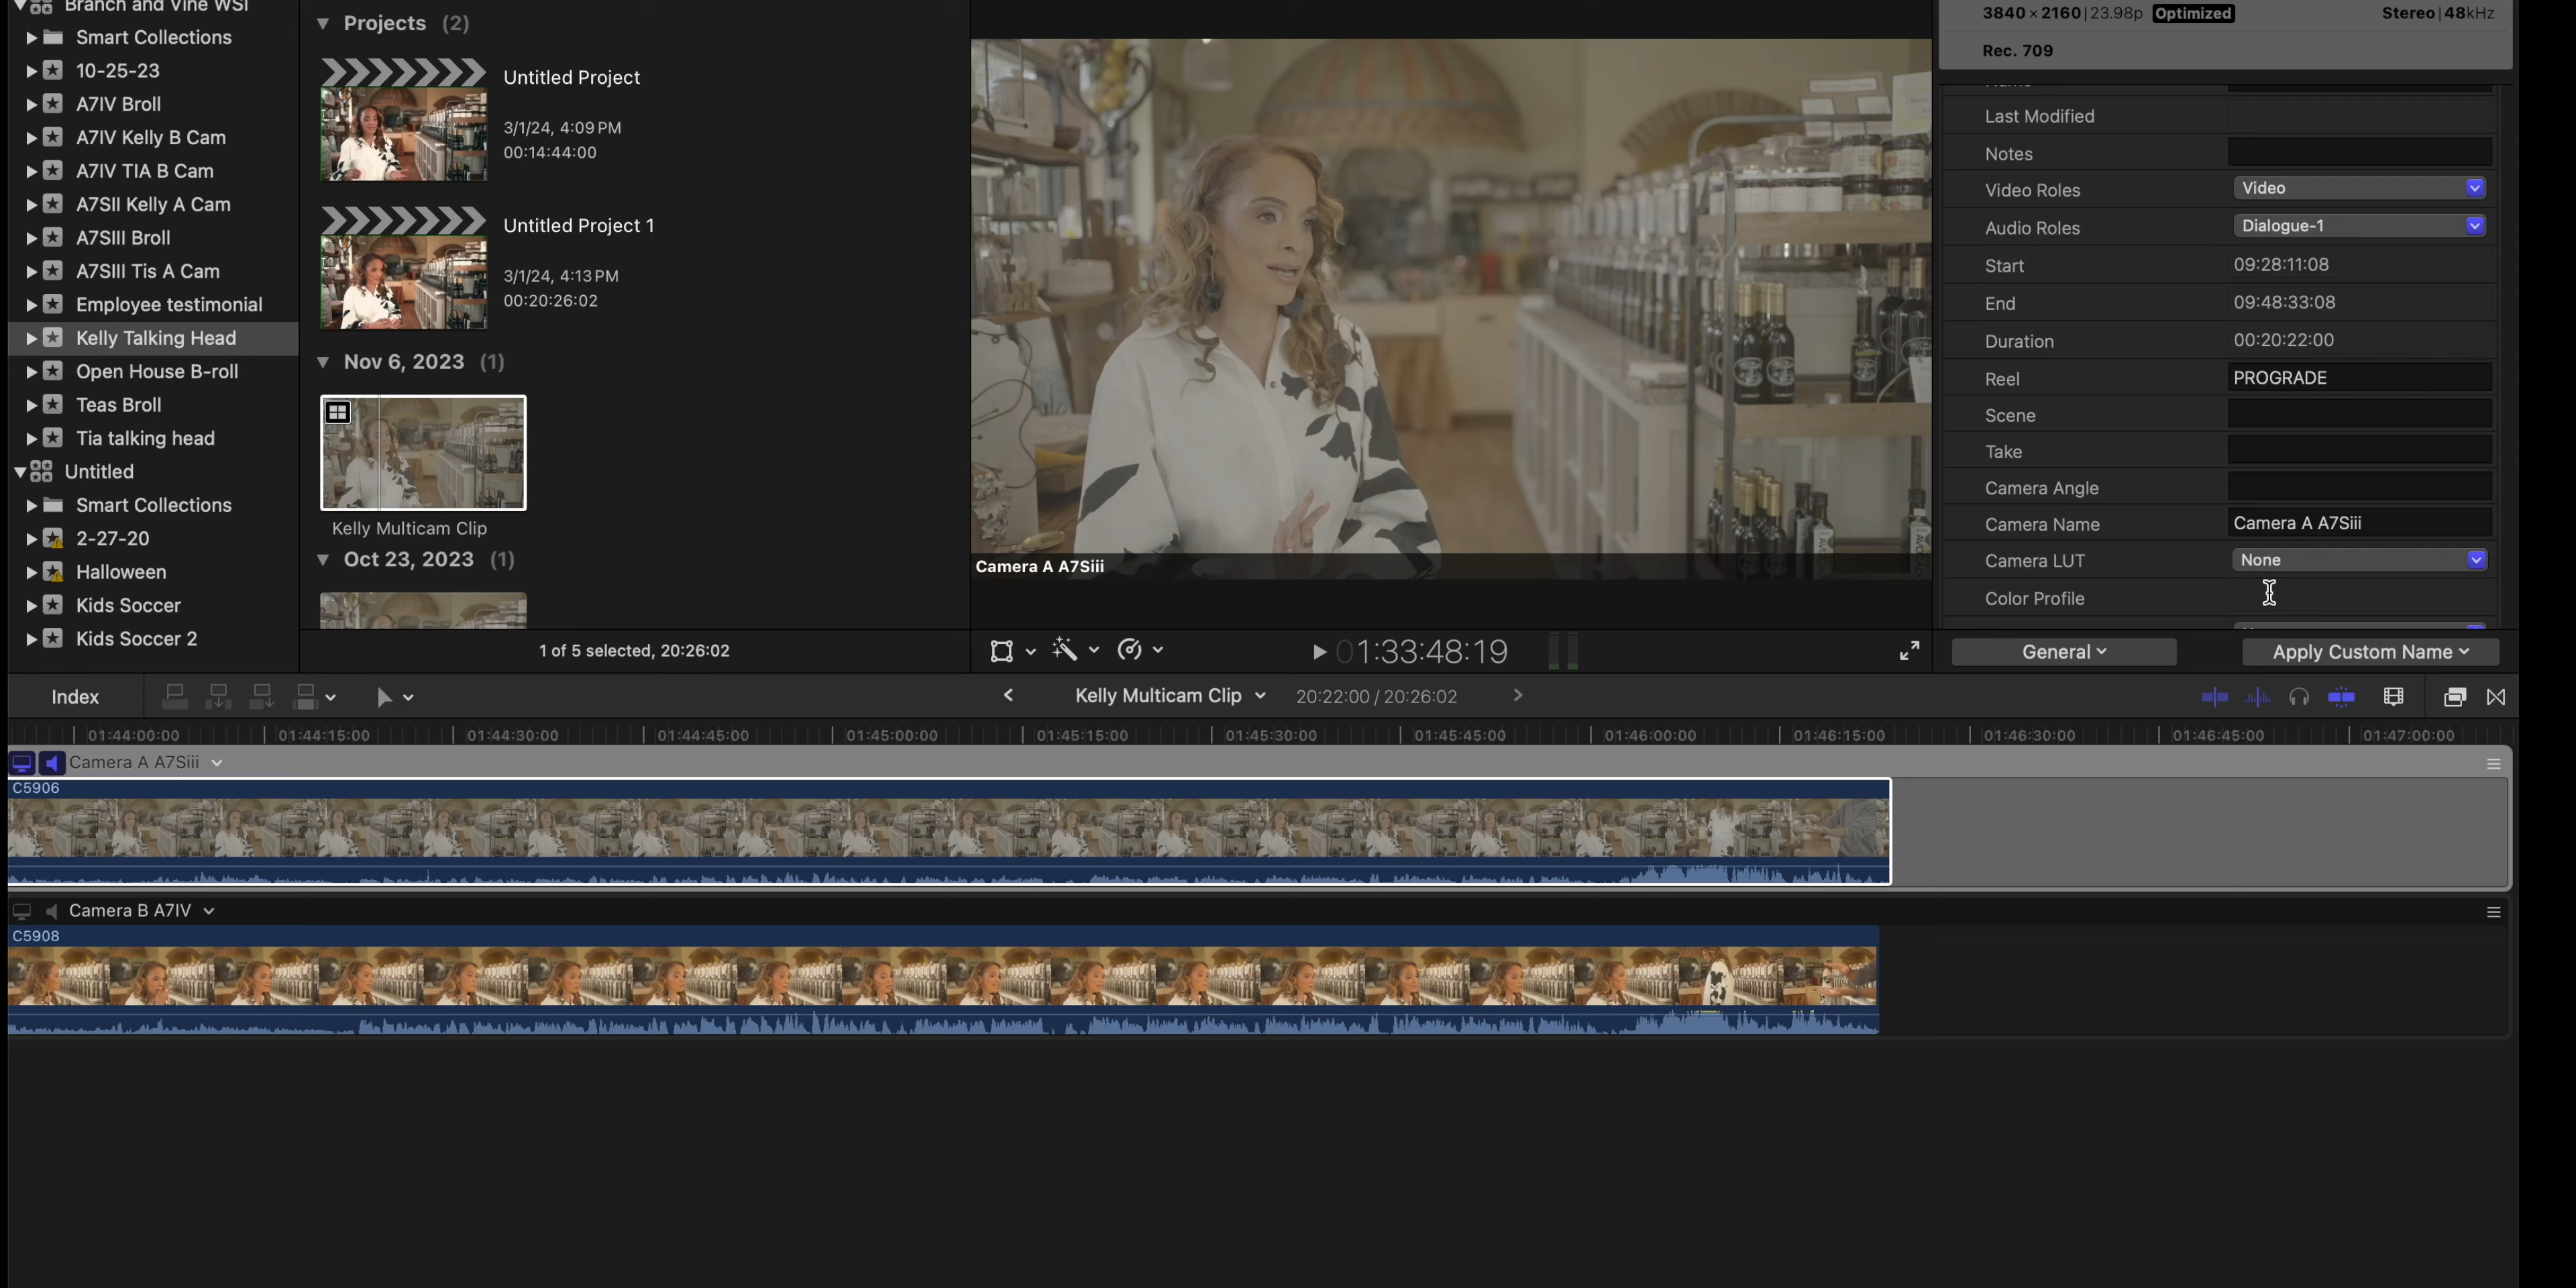 Branch and Vine WSI
Smart Collections
10-25-23
A7IV Broll
A7IV Kelly B Cam
A7IV TIA B Cam
A7SII Kelly A Cam
A7SIII Broll
A7SIII Tis A Cam
Employee testimonial
Kelly Talking Head
Open House B-roll
Teas Broll
Tia talking head
Untitled
Smart Collections
2-27-20
Halloween
Kids Soccer
Kids Soccer 2
Projects (2)
Untitled Project
3/1/24, 4:09 PM
00:14:44:00
Untitled Project 1
3/1/24, 4:13 PM
00:20:26:02
Nov 6, 2023 (1)
Kelly Multicam Clip
Oct 23, 2023 (1)
1 of 5 selected, 20:26:02
Camera A A7Siii
01:33:48:19
3840 × 2160 | 23.98p Optimized Stereo | 48kHz
Rec. 709
Last Modified
Notes
Video Roles Video
Audio Roles Dialogue-1
Start 09:28:11:08
End 09:48:33:08
Duration 00:20:22:00
Reel PROGRADE
Scene
Take
Camera Angle
Camera Name Camera A A7Siii
Camera LUT None
Color Profile
General Apply Custom Name
Index Kelly Multicam Clip 20:22:00 / 20:26:02
01:44:00:00 01:44:15:00 01:44:30:00 01:44:45:00 01:45:00:00 01:45:15:00 01:45:30:00 01:45:45:00 01:46:00:00 01:46:15:00 01:46:30:00 01:46:45:00 01:47:00:00
Camera A A7Siii
C5906
Camera B A7IV
C5908